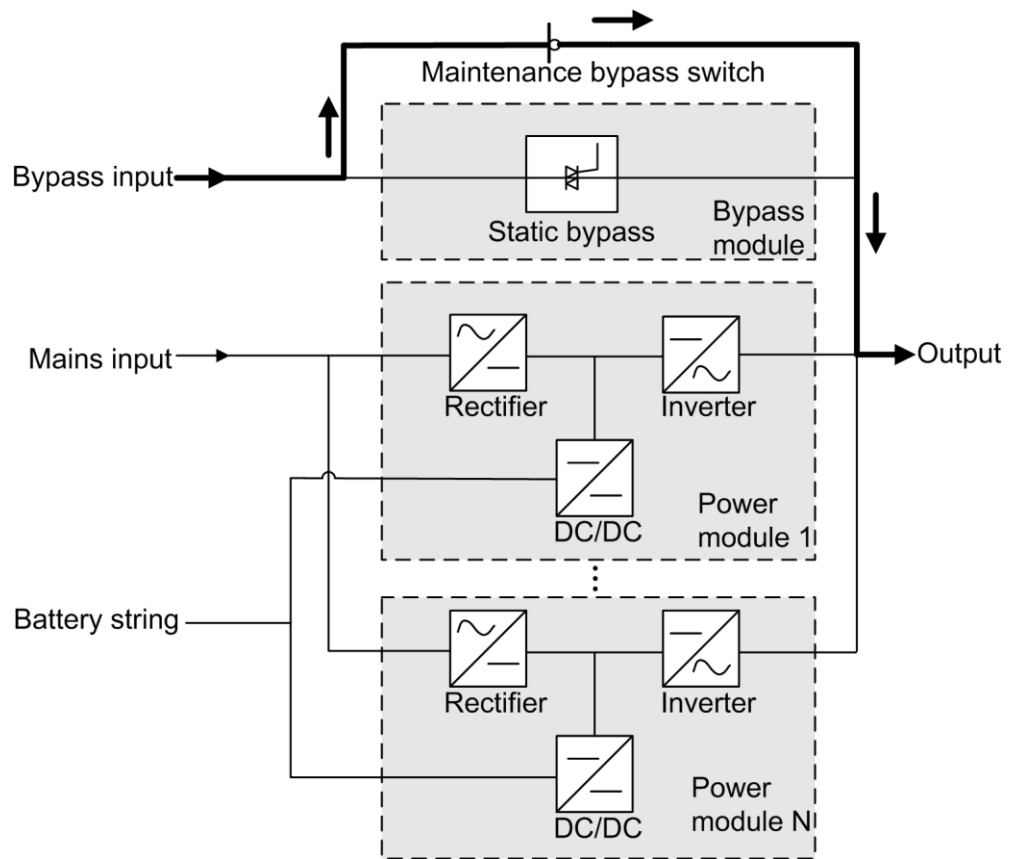 Maintenance bypass switch
Bypass input
Static bypass
Bypass
module
Mains input
Rectifier
Inverter
Output
DC/DC
Power
module 1
Battery string
Rectifier
Inverter
DC/DC
Power
module N